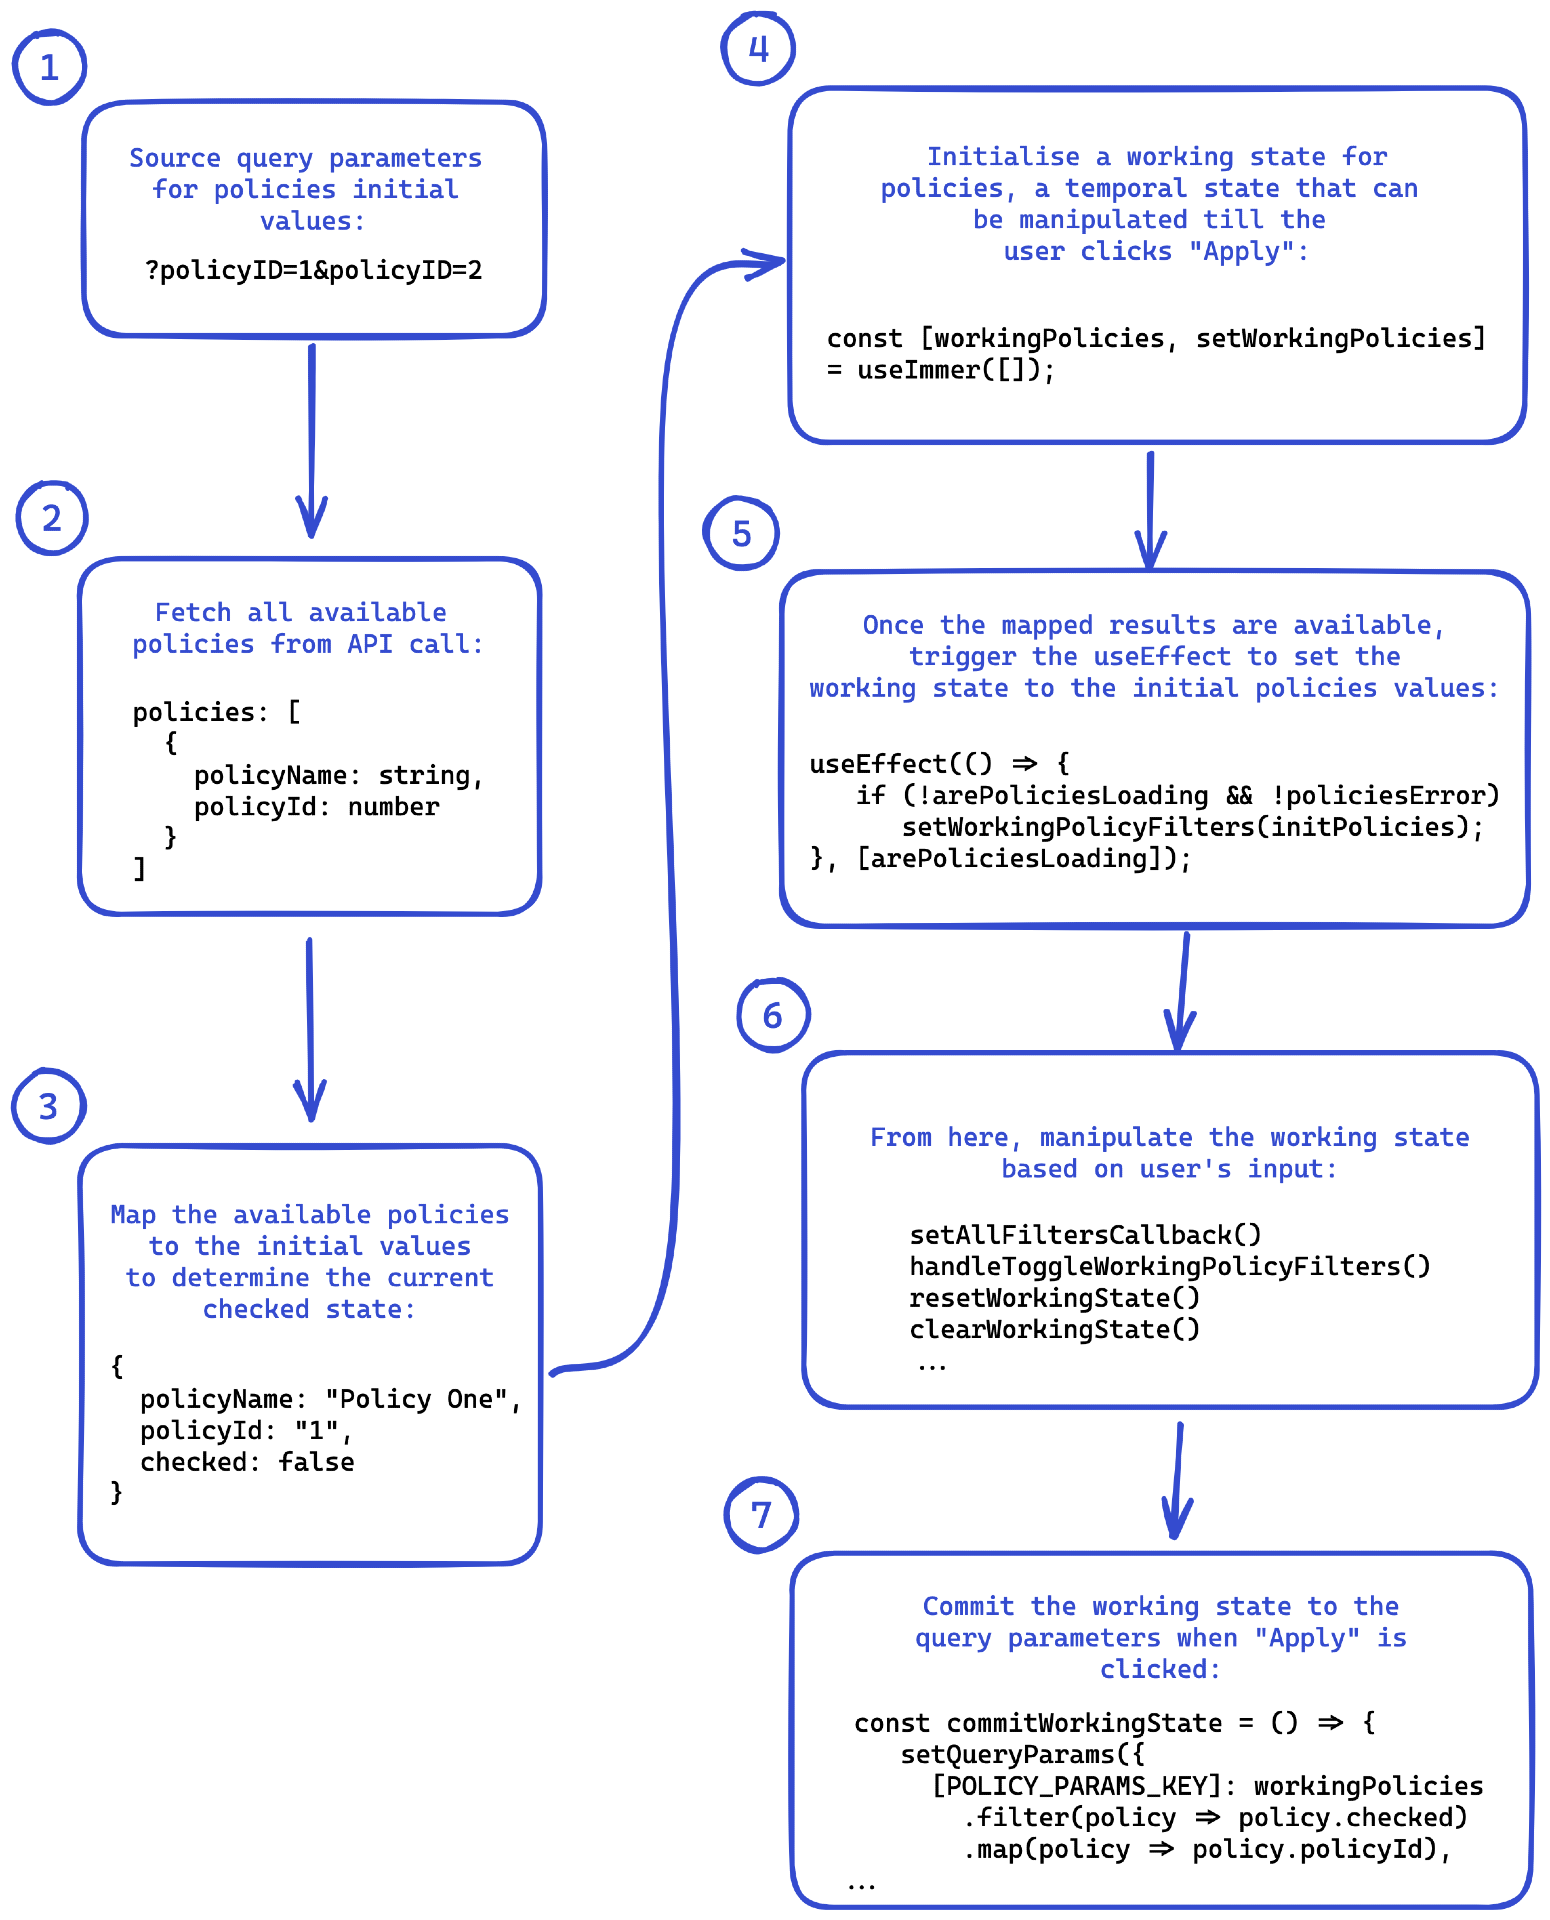 1
Source query parameters
for policies initial
values:
?policyID=1&policyID=2
2
Fetch all available
policies from API call:
policies: [
{
policyName: string,
policyId: number
}
]
3
Map the available policies
to the initial values
to determine the current
checked state:
{
policyName: "Policy One",
policyId: "1",
checked: false
}
4
Initialise a working state for
policies, a temporal state that can
be manipulated till the
user clicks "Apply":
const [workingPolicies, setWorkingPolicies]
= useImmer([]);
5
Once the mapped results are available,
trigger the useEffect to set the
working state to the initial policies values:
useEffect(() => {
if (!arePoliciesLoading && !policiesError)
setWorkingPolicyFilters(initPolicies);
}, [arePoliciesLoading]);
6
From here, manipulate the working state
based on user's input:
setAllFiltersCallback()
handleToggleWorkingPolicyFilters()
resetWorkingState()
clearWorkingState()
...
7
Commit the working state to the
query parameters when "Apply" is
clicked:
const commitWorkingState = () => {
setQueryParams({
[POLICY_PARAMS_KEY]: workingPolicies
.filter(policy => policy.checked)
.map(policy => policy.policyId),
...